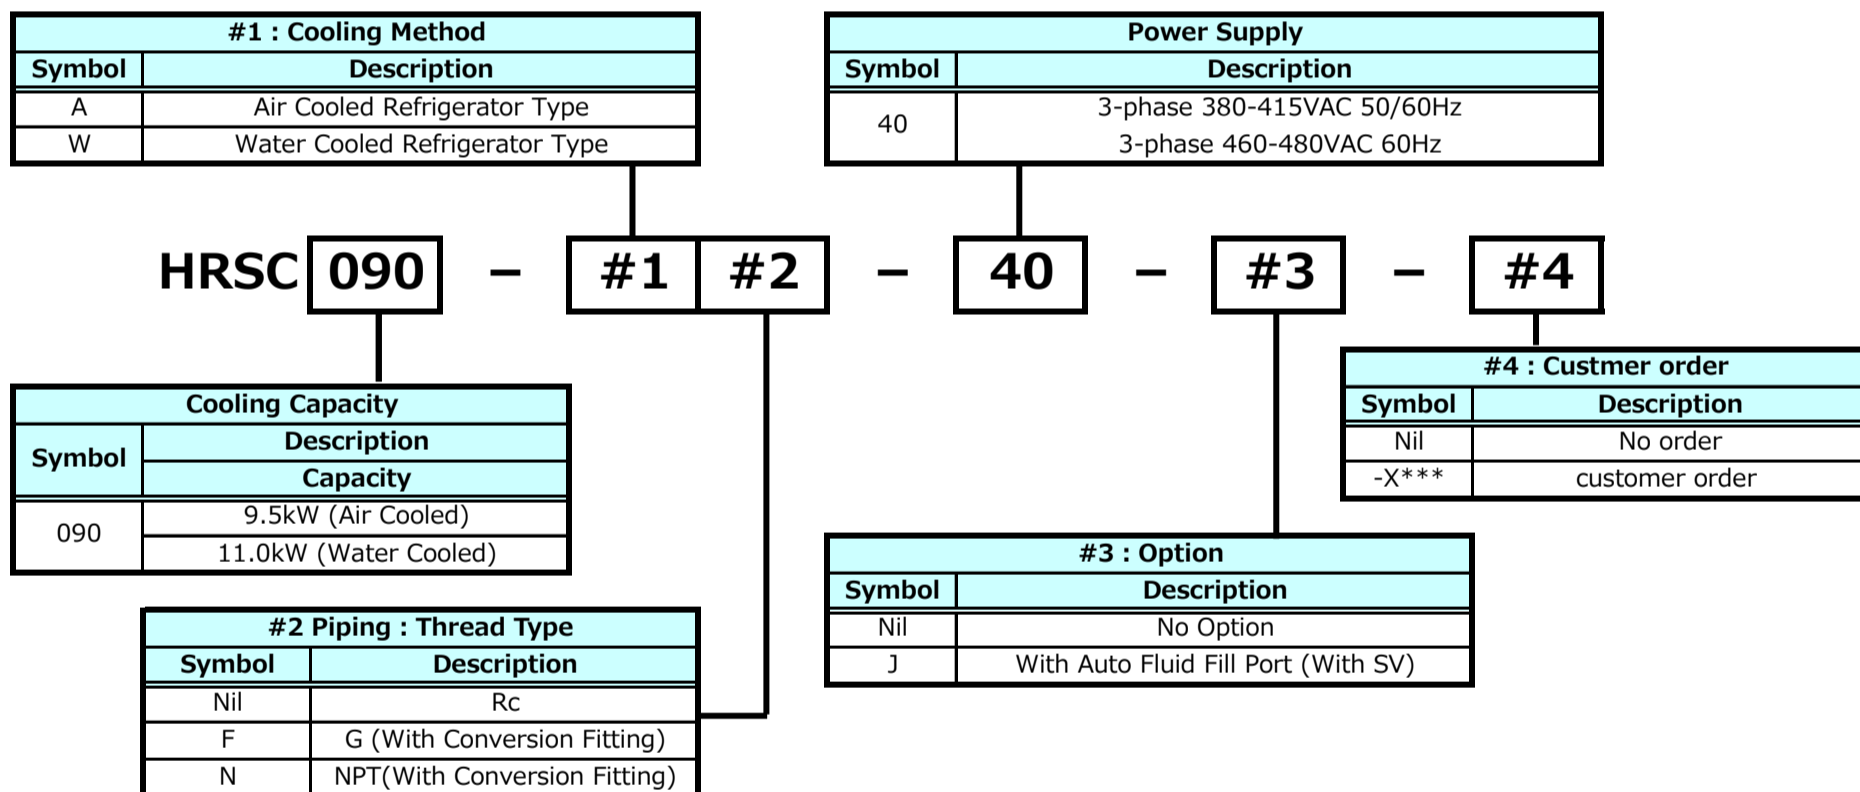 #1 : Cooling Method
Symbol Description
A Air Cooled Refrigerator Type
W Water Cooled Refrigerator Type
Power Supply
Symbol Description
40 3-phase 380-415VAC 50/60Hz
3-phase 460-480VAC 60Hz
HRSC 090 – #1 #2 – 40 – #3 – #4
Cooling Capacity
Symbol Description
Capacity
090 9.5kW (Air Cooled)
11.0kW (Water Cooled)
#2 Piping : Thread Type
Symbol Description
Nil Rc
F G (With Conversion Fitting)
N NPT(With Conversion Fitting)
#3 : Option
Symbol Description
Nil No Option
J With Auto Fluid Fill Port (With SV)
#4 : Custmer order
Symbol Description
Nil No order
-X*** customer order